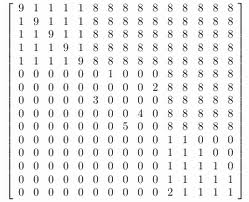 9 1 1 1 1 8 8 8 8 8 8 8 8 8 8
1 9 1 1 1 8 8 8 8 8 8 8 8 8 8
1 1 9 1 1 8 8 8 8 8 8 8 8 8 8
1 1 1 9 1 8 8 8 8 8 8 8 8 8 8
1 1 1 1 9 8 8 8 8 8 8 8 8 8 8
0 0 0 0 0 0 1 0 0 0 8 8 8 8 8
0 0 0 0 0 0 0 0 0 2 8 8 8 8 8
0 0 0 0 0 3 0 0 0 0 8 8 8 8 8
0 0 0 0 0 0 0 0 4 0 8 8 8 8 8
0 0 0 0 0 0 0 5 0 0 8 8 8 8 8
0 0 0 0 0 0 0 0 0 0 1 1 0 0 0
0 0 0 0 0 0 0 0 0 0 1 1 1 0 0
0 0 0 0 0 0 0 0 0 0 1 1 1 1 0
0 0 0 0 0 0 0 0 0 0 1 1 1 1 1
0 0 0 0 0 0 0 0 0 0 2 1 1 1 1